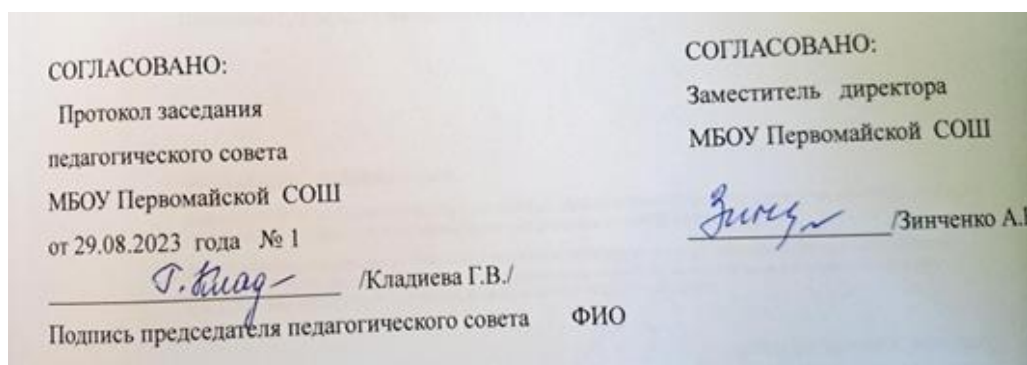 СОГЛАСОВАНО:
Протокол заседания
педагогического совета
МБОУ Первомайской СОШ
от 29.08.2023 года № 1
Г. Клад /Кладиева Г.В./
Подпись председателя педагогического совета ФИО
СОГЛАСОВАНО:
Заместитель директора
МБОУ Первомайской СОШ
/Зинченко А.